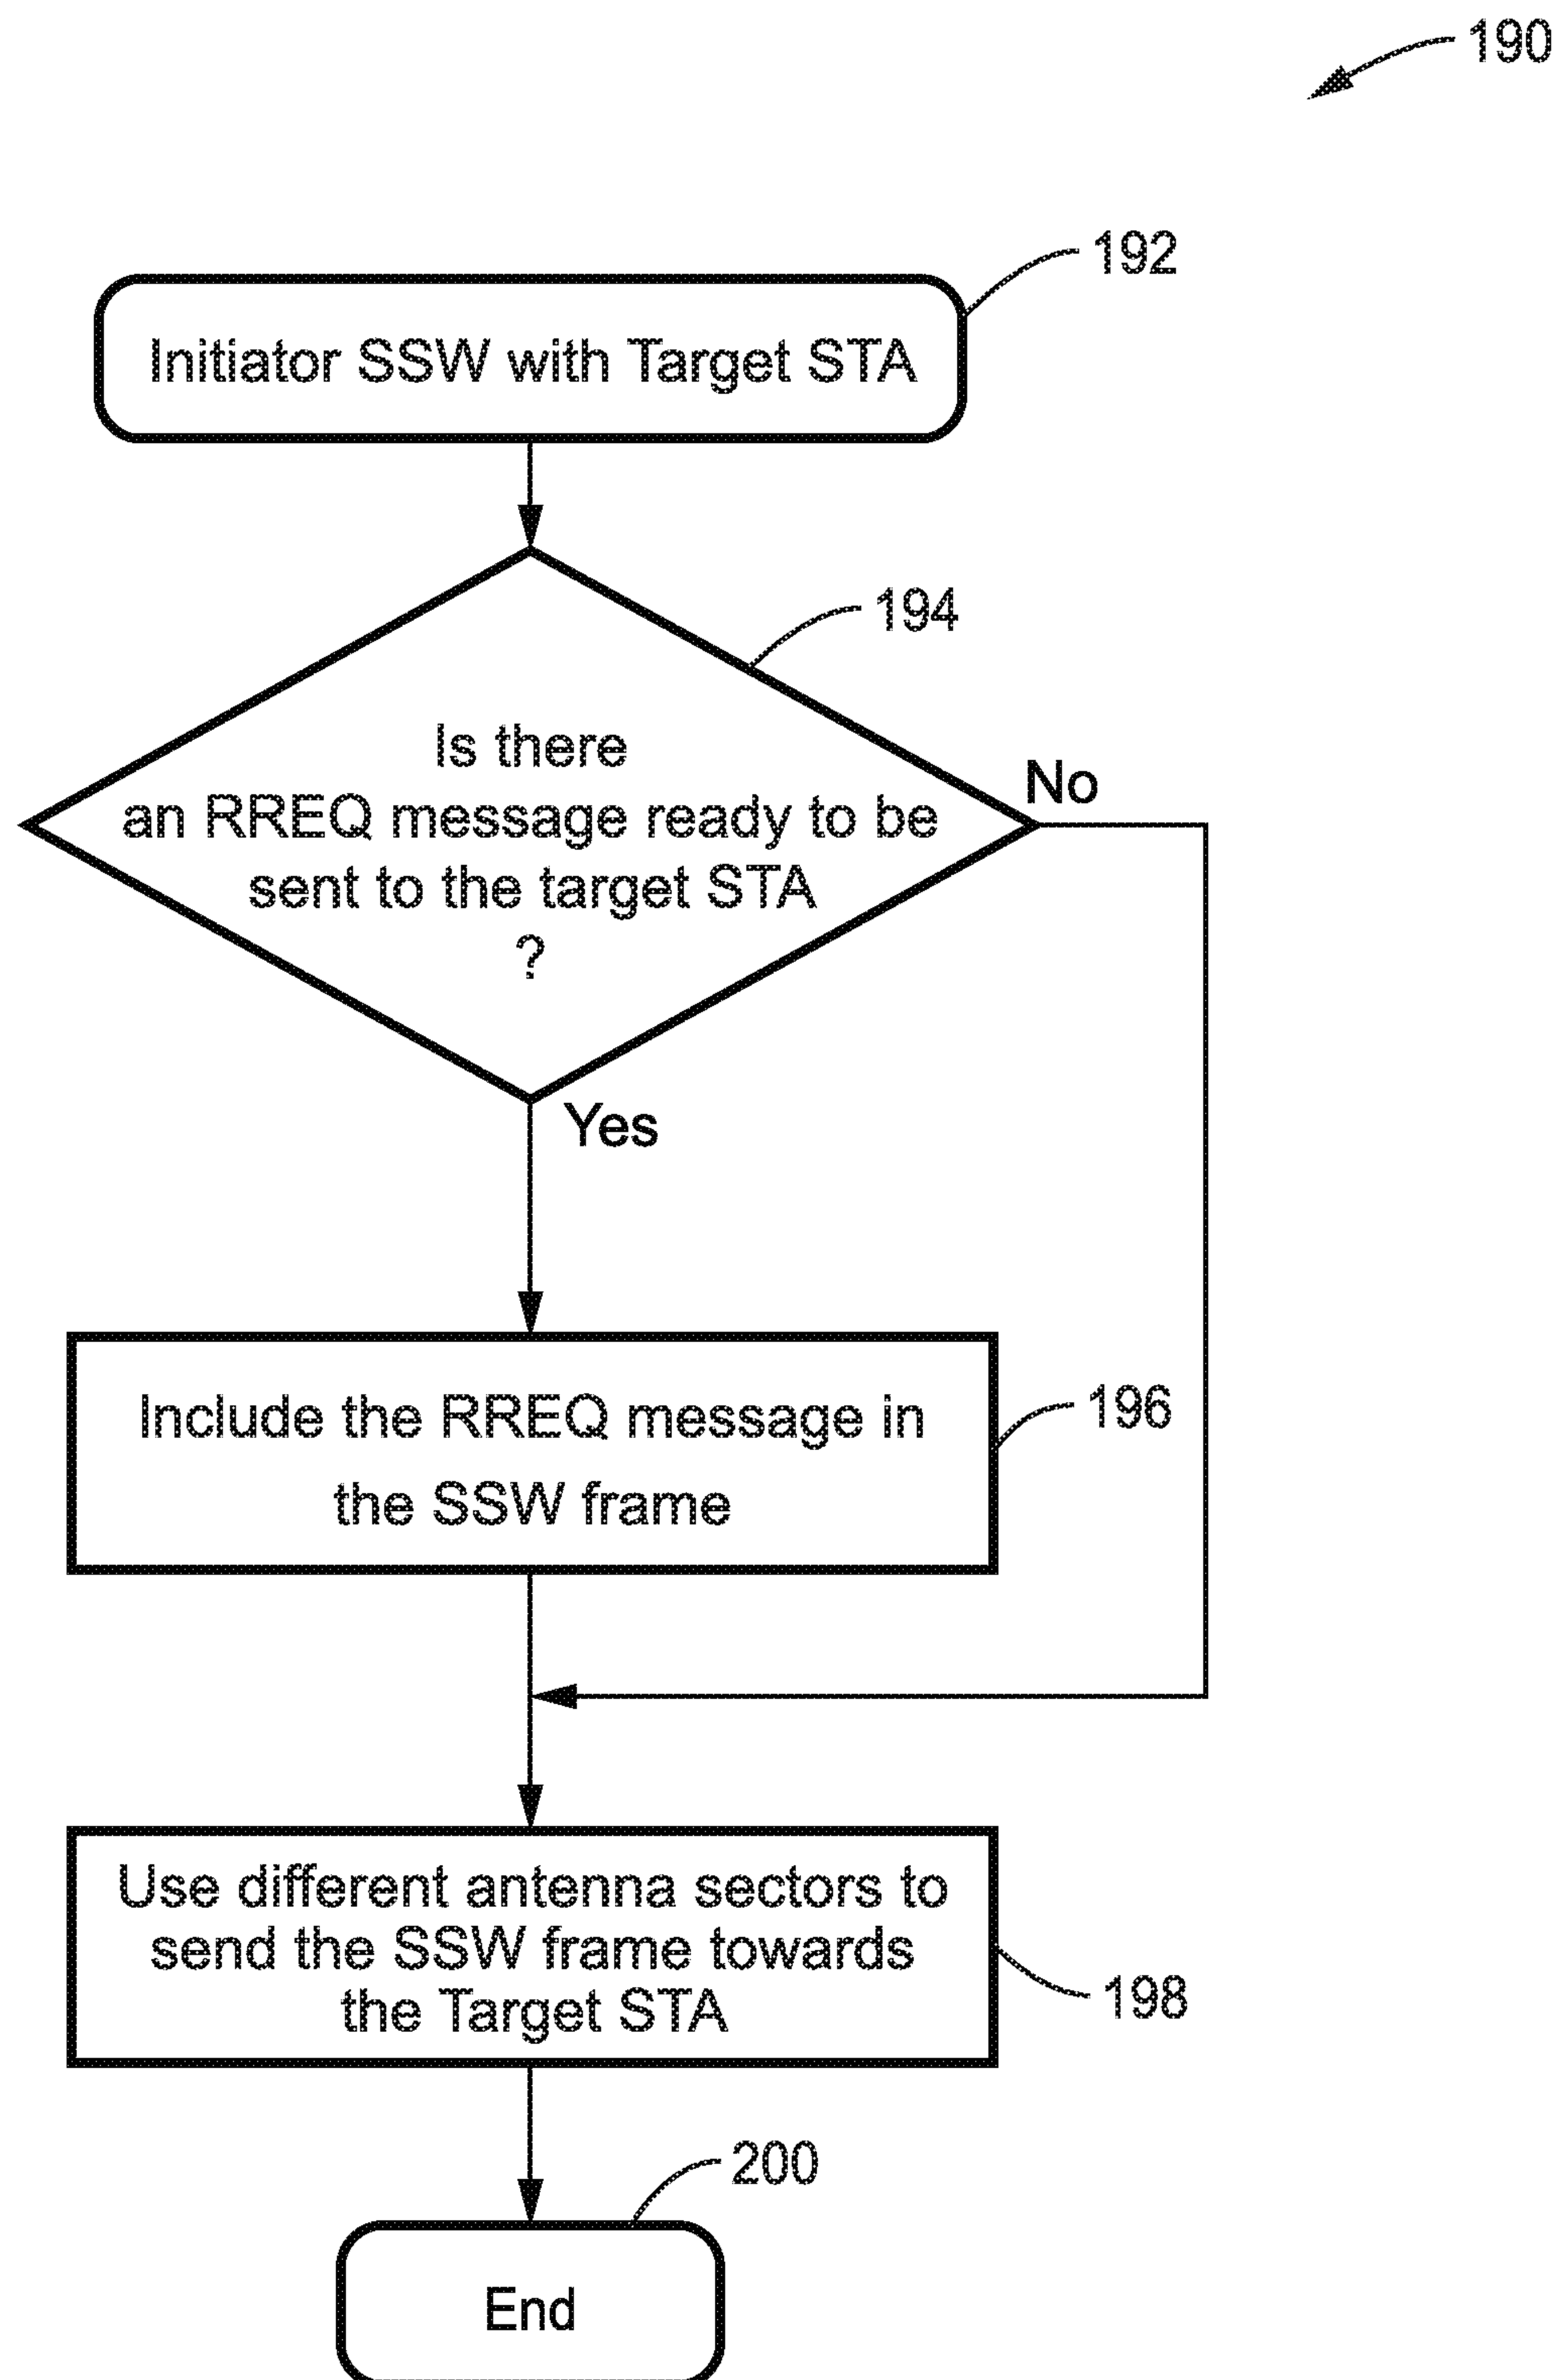 190
192
Initiator SSW with Target STA
194
Is there
an RREQ message ready to be
sent to the target STA
?
No
Yes
Include the RREQ message in
the SSW frame
196
Use different antenna sectors to
send the SSW frame towards
the Target STA
198
200
End